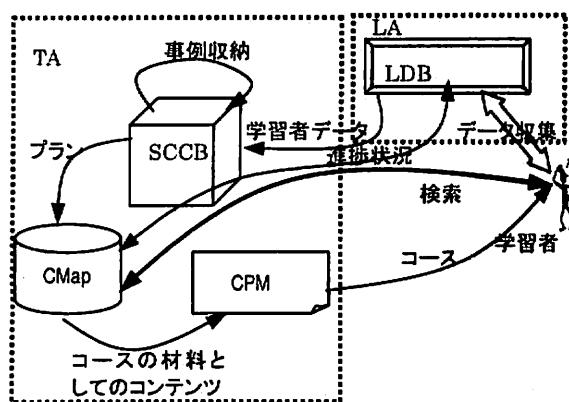 TA
事例収納
LA
LDB
プラン
SCCB
学習者データ
データ収集
進捗状況
検索
学習者
CMap
CPM
コース
コースの材料と
してのコンテンツ